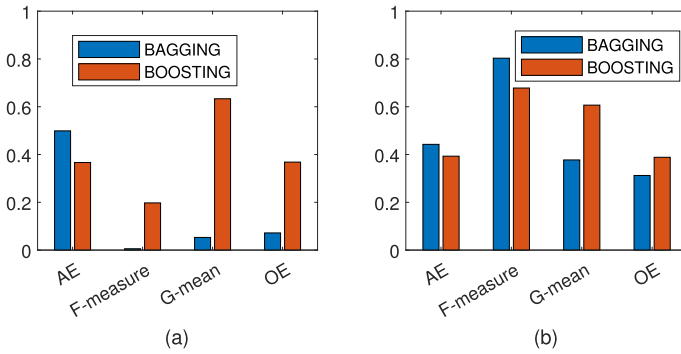 1
0.8
0.6
0.4
0.2
0
BAGGING
BOOSTING
AE
F-measure
G-mean
OE
(a)
1
0.8
0.6
0.4
0.2
0
BAGGING
BOOSTING
AE
F-measure
G-mean
OE
(b)